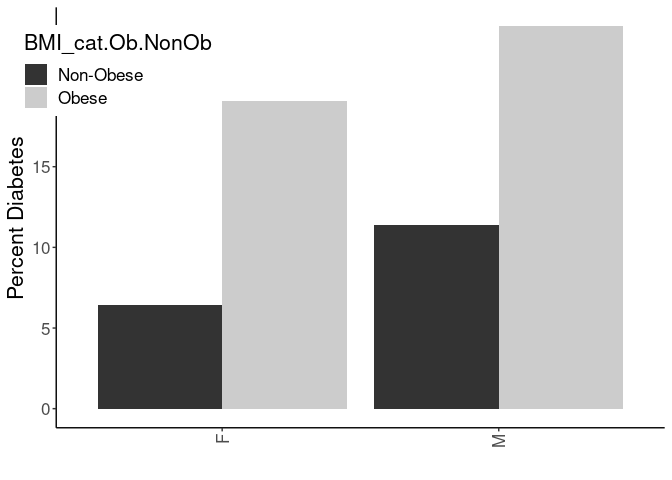 BMI_cat.Ob.NonOb
Non-Obese
Obese
Percent Diabetes
15
10
5
0
F
M